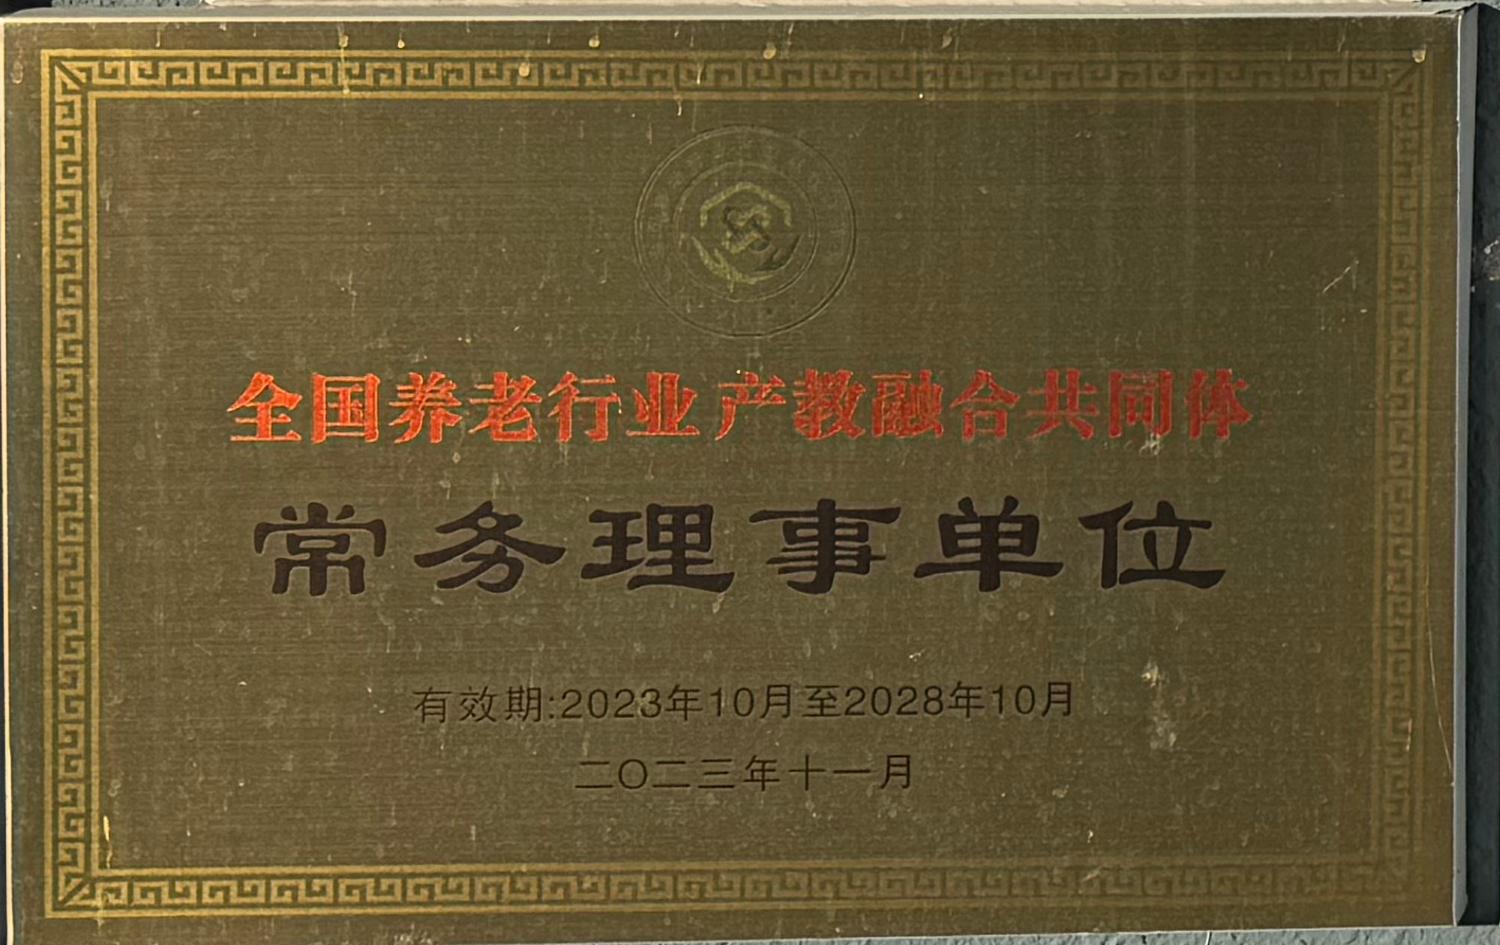 全国养老行业产教融合共同体
常务理事单位
有效期:2023年10月至2028年10月
二〇二三年十一月